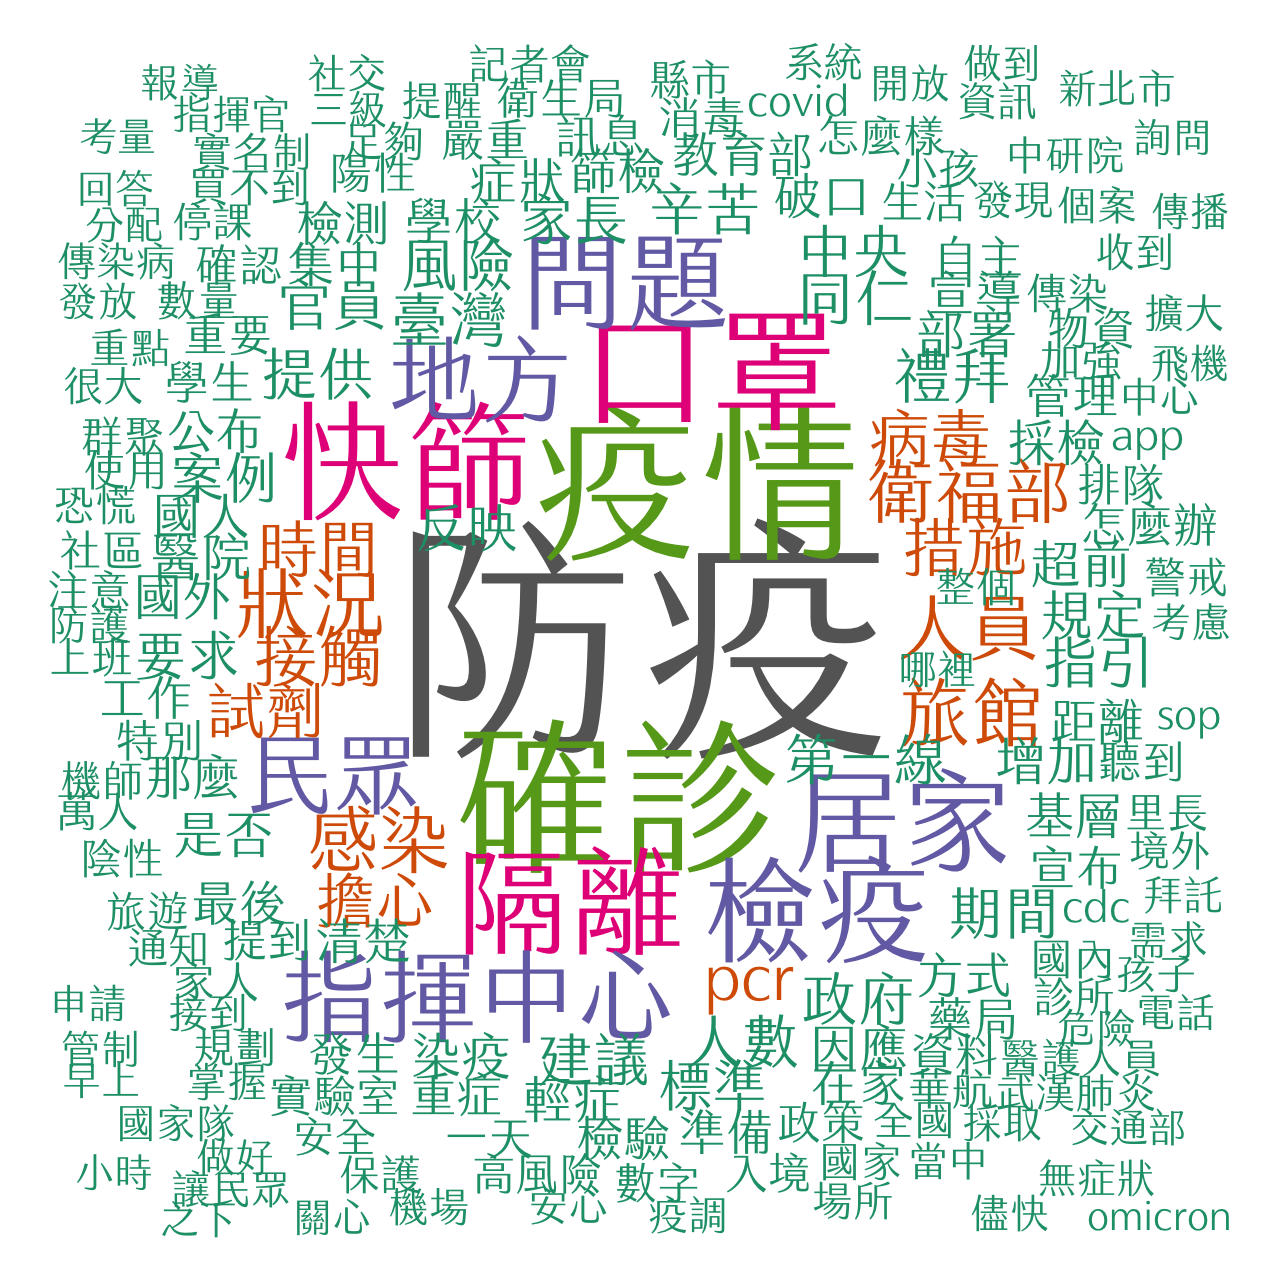 記者會
系統
做到
報導
社交
縣市
開放
新北市
指揮官
三級
提醒
衛生局
消毒
covid
資訊
考量
實名制
足夠
嚴重
訊息
教育部
怎麼樣
小孩
中研院
詢問
回答
買不到
陽性
症狀
篩檢
辛苦
破口
生活
發現
個案
傳播
分配
停課
檢測
學校
家長
中央
自主
收到
傳染病
確認
集中
風險
問題
同仁
宣導
傳染
發放
數量
官員
臺灣
口罩
部署
物資
擴大
重點
重要
提供
地方
禮拜
加強
飛機
很大
學生
快篩
疫情
病毒
管理
中心
群聚
公布
採檢
app
使用
案例
反映
衛福部
排隊
恐慌
國人
時間
措施
怎麼辦
社區
醫院
防疫
超前
警戒
注意
國外
狀況
整個
人員
規定
考慮
防護
上班
要求
接觸
哪裡
指引
工作
試劑
旅館
距離
sop
特別
民眾
確診
第一線
增加
聽到
機師
那麼
居家
萬人
是否
感染
基層
里長
陰性
隔離
檢疫
宣布
境外
旅遊
最後
擔心
期間
cdc
拜託
通知
提到
清楚
國內
需求
家人
指揮中心
pcr
政府
方式
孩子
申請
接到
藥局
診所
電話
管制
規劃
發生
染疫
建議
人數
因應
資料
危險
醫護人員
早上
掌握
實驗室
重症
輕症
標準
在家
華航
武漢肺炎
國家隊
安全
一天
檢驗
準備
政策
全國
採取
交通部
做好
小時
讓民眾
保護
高風險
數字
入境
國家
當中
無症狀
之下
關心
機場
安心
疫調
場所
儘快
omicron